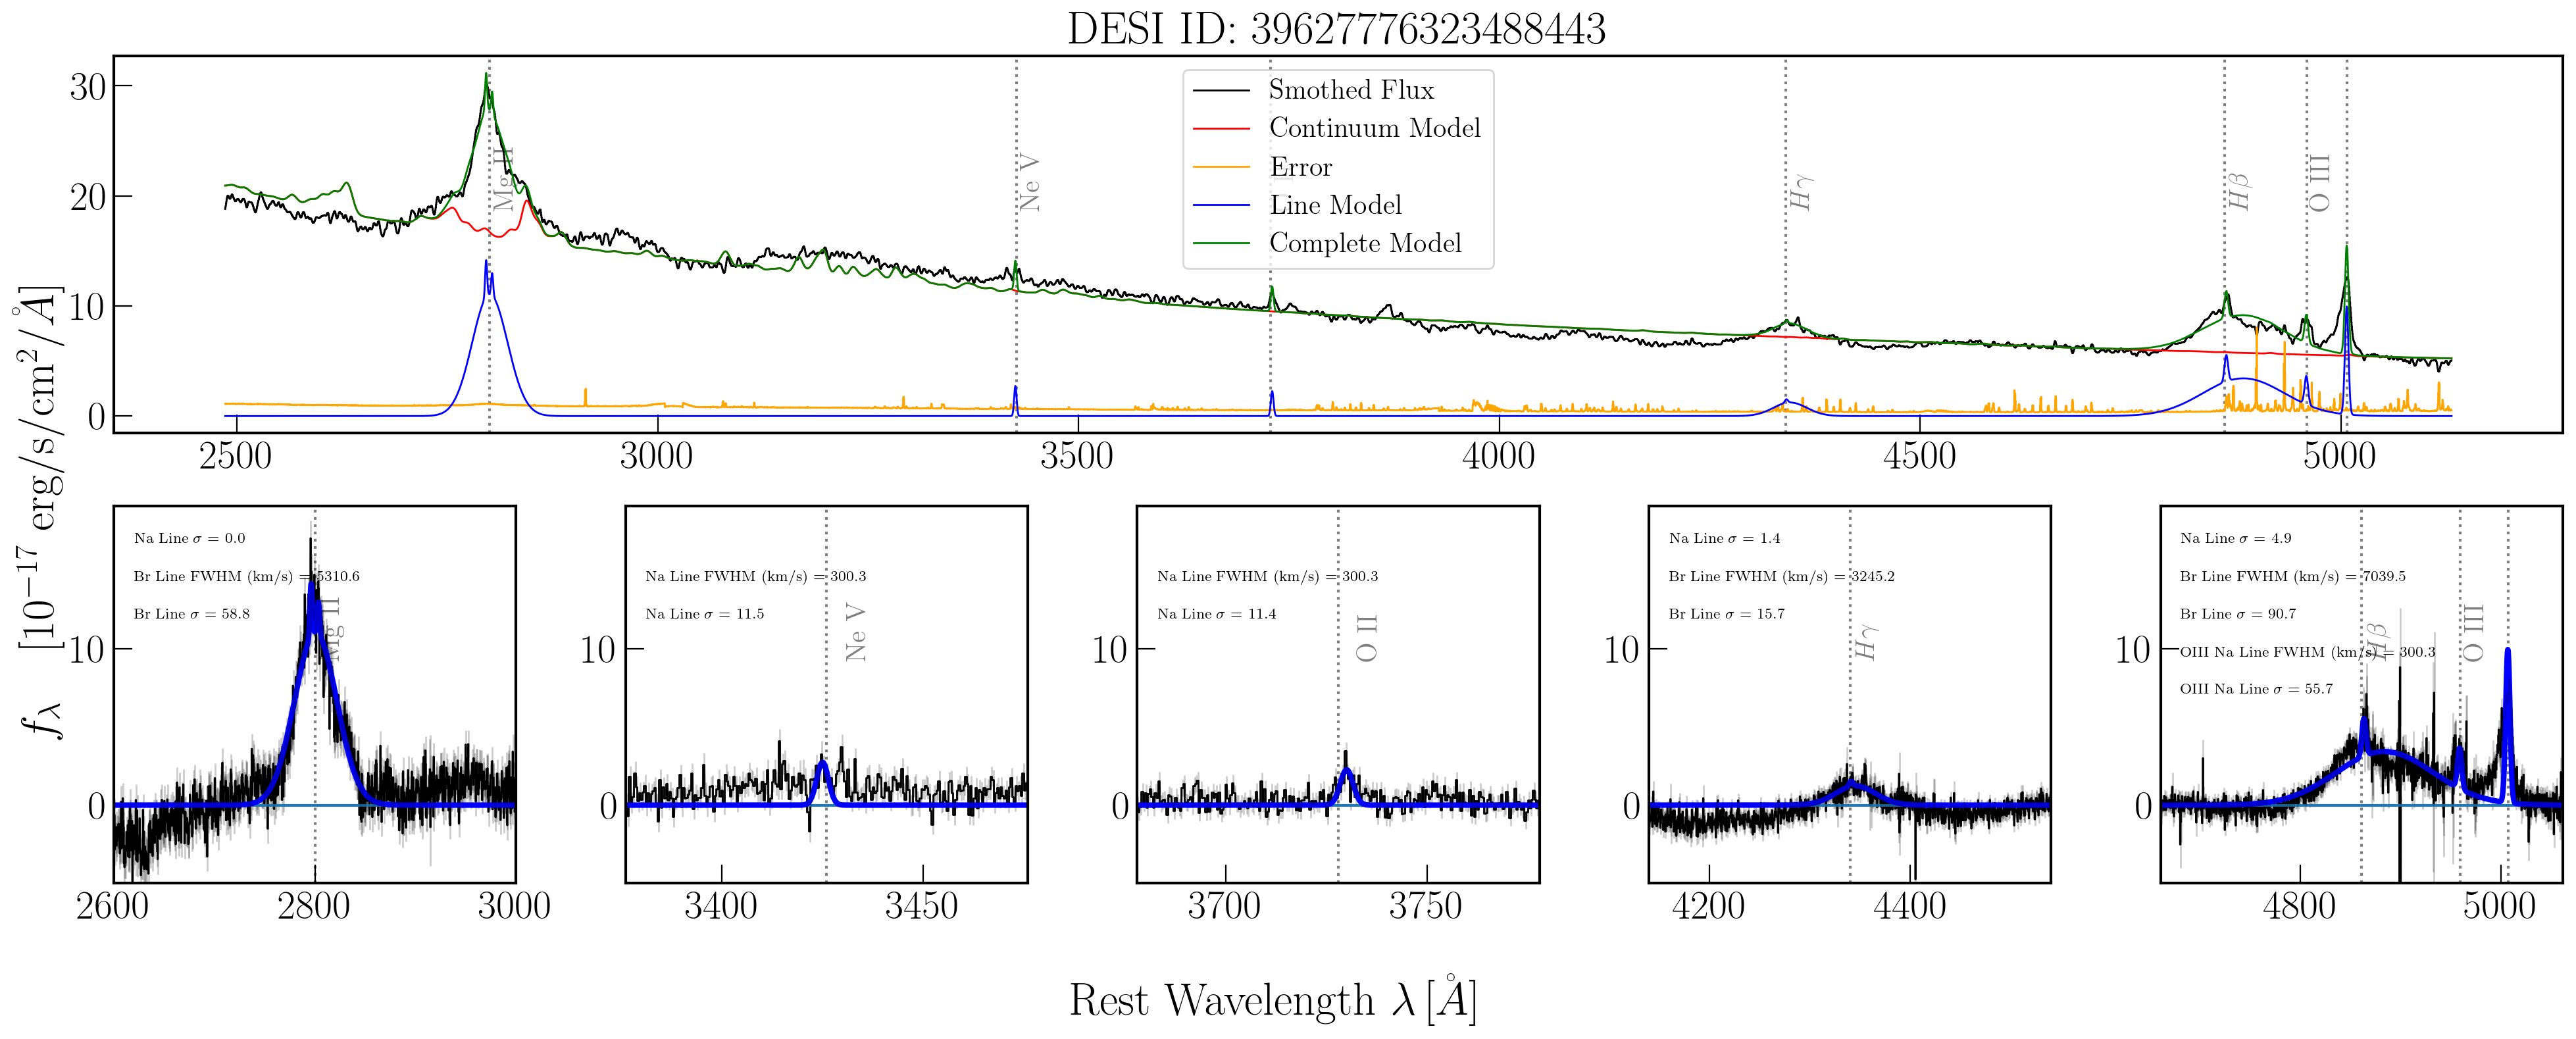 DESI ID: 39627776323488443
30
20
10
0
Mg II
Ne V
Hγ
Hβ
O III
Smothed Flux
Continuum Model
Error
Line Model
Complete Model
2500 3000 3500 4000 4500 5000
f_λ [10^{-17} erg/s/cm^2/Å]
Na Line σ = 0.0
Br Line FWHM (km/s) = 5310.6
Br Line σ = 58.8
Mg II
10
0
2600 2800 3000
Na Line FWHM (km/s) = 300.3
Na Line σ = 11.5
Ne V
10
0
3400 3450
Na Line FWHM (km/s) = 300.3
Na Line σ = 11.4
O II
10
0
3700 3750
Na Line σ = 1.4
Br Line FWHM (km/s) = 3245.2
Br Line σ = 15.7
Hγ
10
0
4200 4400
Na Line σ = 4.9
Br Line FWHM (km/s) = 7039.5
Br Line σ = 90.7
OIII Na Line FWHM (km/s) = 300.3
OIII Na Line σ = 55.7
Hβ
O III
10
0
4800 5000
Rest Wavelength λ [Å]